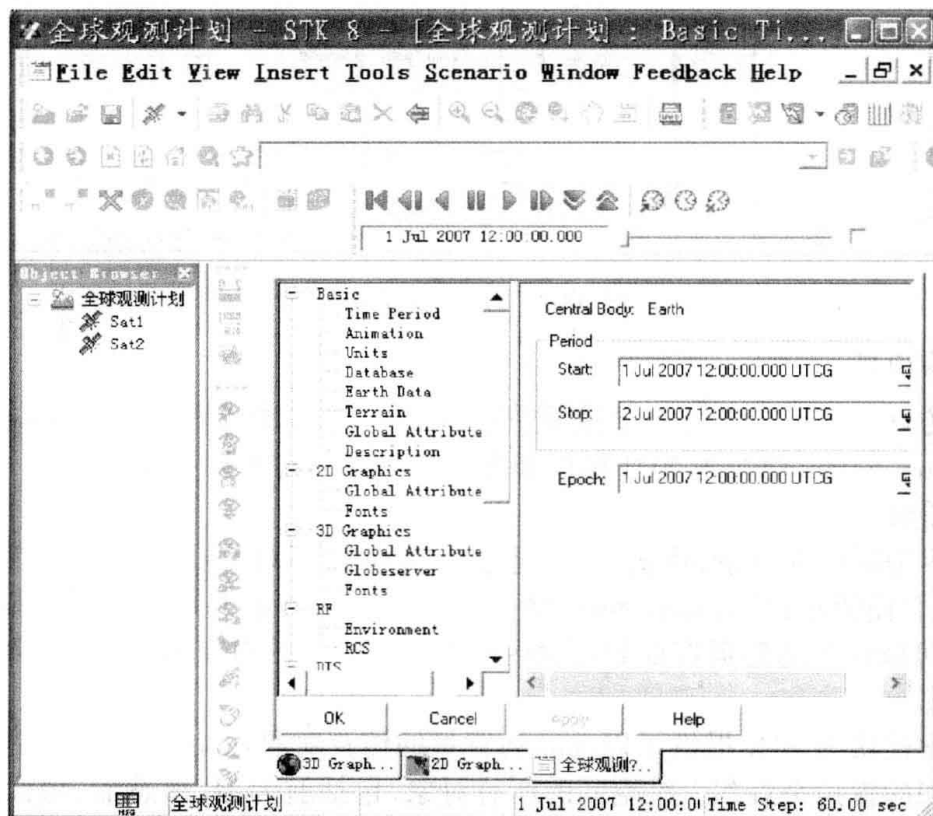 全球观测计划 - STK 8 - [全球观测计划 : Basic Ti...
File Edit View Insert Tools Scenario Window Feedback Help
1 Jul 2007 12:00:00.000
Object Browser
全球观测计划
Sat1
Sat2
Basic
Time Period
Animation
Units
Database
Earth Data
Terrain
Global Attribute
Description
2D Graphics
Global Attribute
Fonts
3D Graphics
Global Attribute
Globeserver
Fonts
RF
Environment
RCS
DIS
Central Body: Earth
Period
Start: 1 Jul 2007 12:00:00.000 UTCG
Stop: 2 Jul 2007 12:00:00.000 UTCG
Epoch: 1 Jul 2007 12:00:00.000 UTCG
OK Cancel Apply Help
3D Graph... 2D Graph... 全球观测?..
全球观测计划 1 Jul 2007 12:00:0 Time Step: 60.00 sec